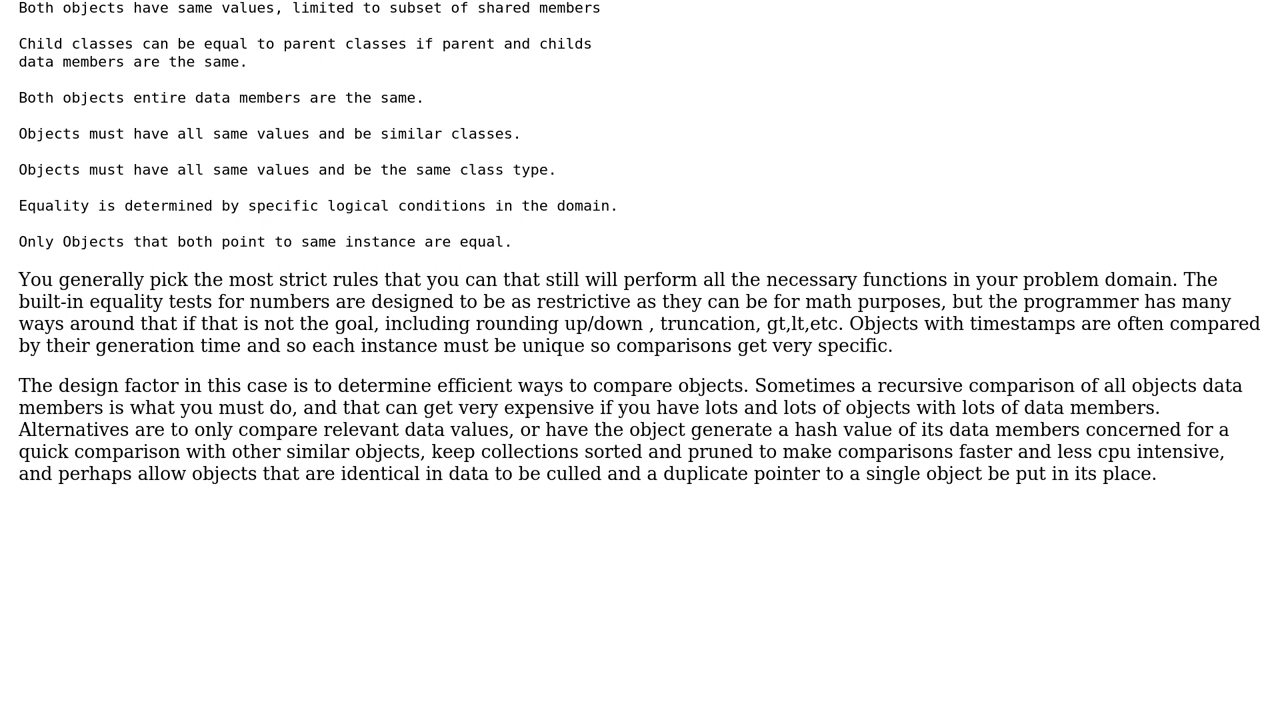 Both objects have same values, limited to subset of shared members
Child classes can be equal to parent classes if parent and childs
data members are the same.
Both objects entire data members are the same.
Objects must have all same values and be similar classes.
Objects must have all same values and be the same class type.
Equality is determined by specific logical conditions in the domain.
Only Objects that both point to same instance are equal.
You generally pick the most strict rules that you can that still will perform all the necessary functions in your problem domain. The
built-in equality tests for numbers are designed to be as restrictive as they can be for math purposes, but the programmer has many
ways around that if that is not the goal, including rounding up/down , truncation, gt,lt,etc. Objects with timestamps are often compared
by their generation time and so each instance must be unique so comparisons get very specific.
The design factor in this case is to determine efficient ways to compare objects. Sometimes a recursive comparison of all objects data
members is what you must do, and that can get very expensive if you have lots and lots of objects with lots of data members.
Alternatives are to only compare relevant data values, or have the object generate a hash value of its data members concerned for a
quick comparison with other similar objects, keep collections sorted and pruned to make comparisons faster and less cpu intensive,
and perhaps allow objects that are identical in data to be culled and a duplicate pointer to a single object be put in its place.